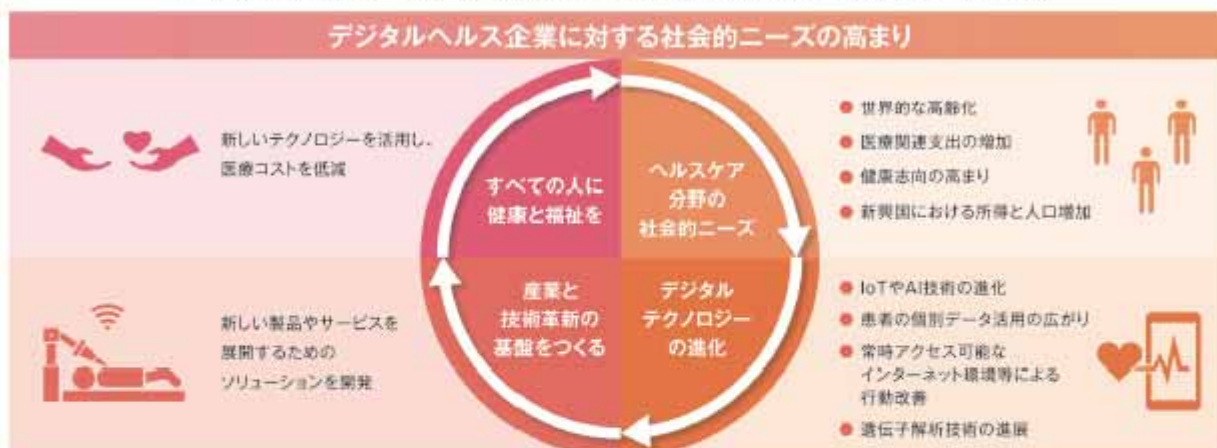 デジタルヘルス企業に対する社会的ニーズの高まり
新しいテクノロジーを活用し、
医療コストを低減
すべての人に
健康と福祉を
ヘルスケア
分野の
社会的ニーズ
● 世界的な高齢化
● 医療関連支出の増加
● 健康志向の高まり
● 新興国における所得と人口増加
新しい製品やサービスを
展開するための
ソリューションを開発
産業と
技術革新の
基盤をつくる
デジタル
テクノロジー
の進化
● IoTやAI技術の進化
● 患者の個別データ活用の広がり
● 常時アクセス可能な
インターネット環境等による
行動改善
● 遺伝子解析技術の進展